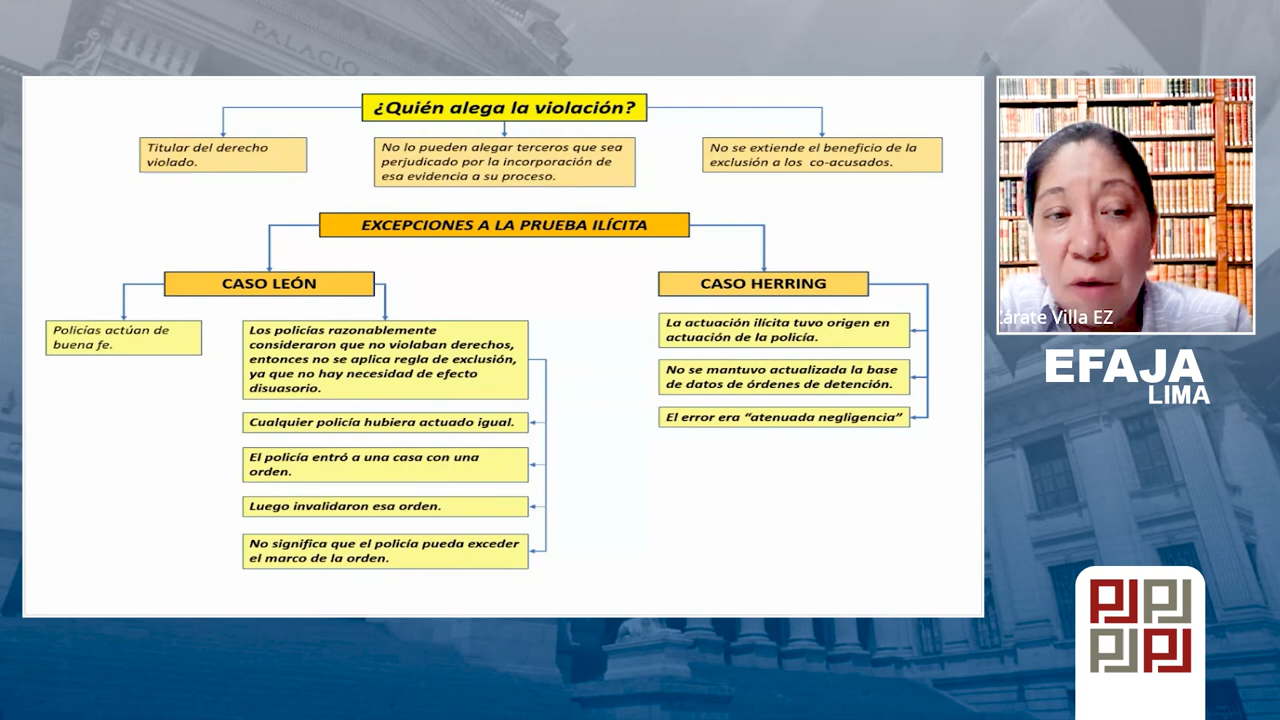 PALACIO
¿Quién alega la violación?
Titular del derecho
violado.
No lo pueden alegar terceros que sea
perjudicado por la incorporación de
esa evidencia a su proceso.
No se extiende el beneficio de la
exclusión a los co-acusados.
EXCEPCIONES A LA PRUEBA ILÍCITA
CASO LEÓN
Policías actúan de
buena fe.
Los policías razonablemente
consideraron que no violaban derechos,
entonces no se aplica regla de exclusión,
ya que no hay necesidad de efecto
disuasorio.
Cualquier policía hubiera actuado igual.
El policía entró a una casa con una
orden.
Luego invalidaron esa orden.
No significa que el policía pueda exceder
el marco de la orden.
CASO HERRING
La actuación ilícita tuvo origen en
actuación de la policía.
No se mantuvo actualizada la base
de datos de órdenes de detención.
El error era “atenuada negligencia”
Villa EZ
EFAJA
LIMA
PJ PJ
PJ PJ